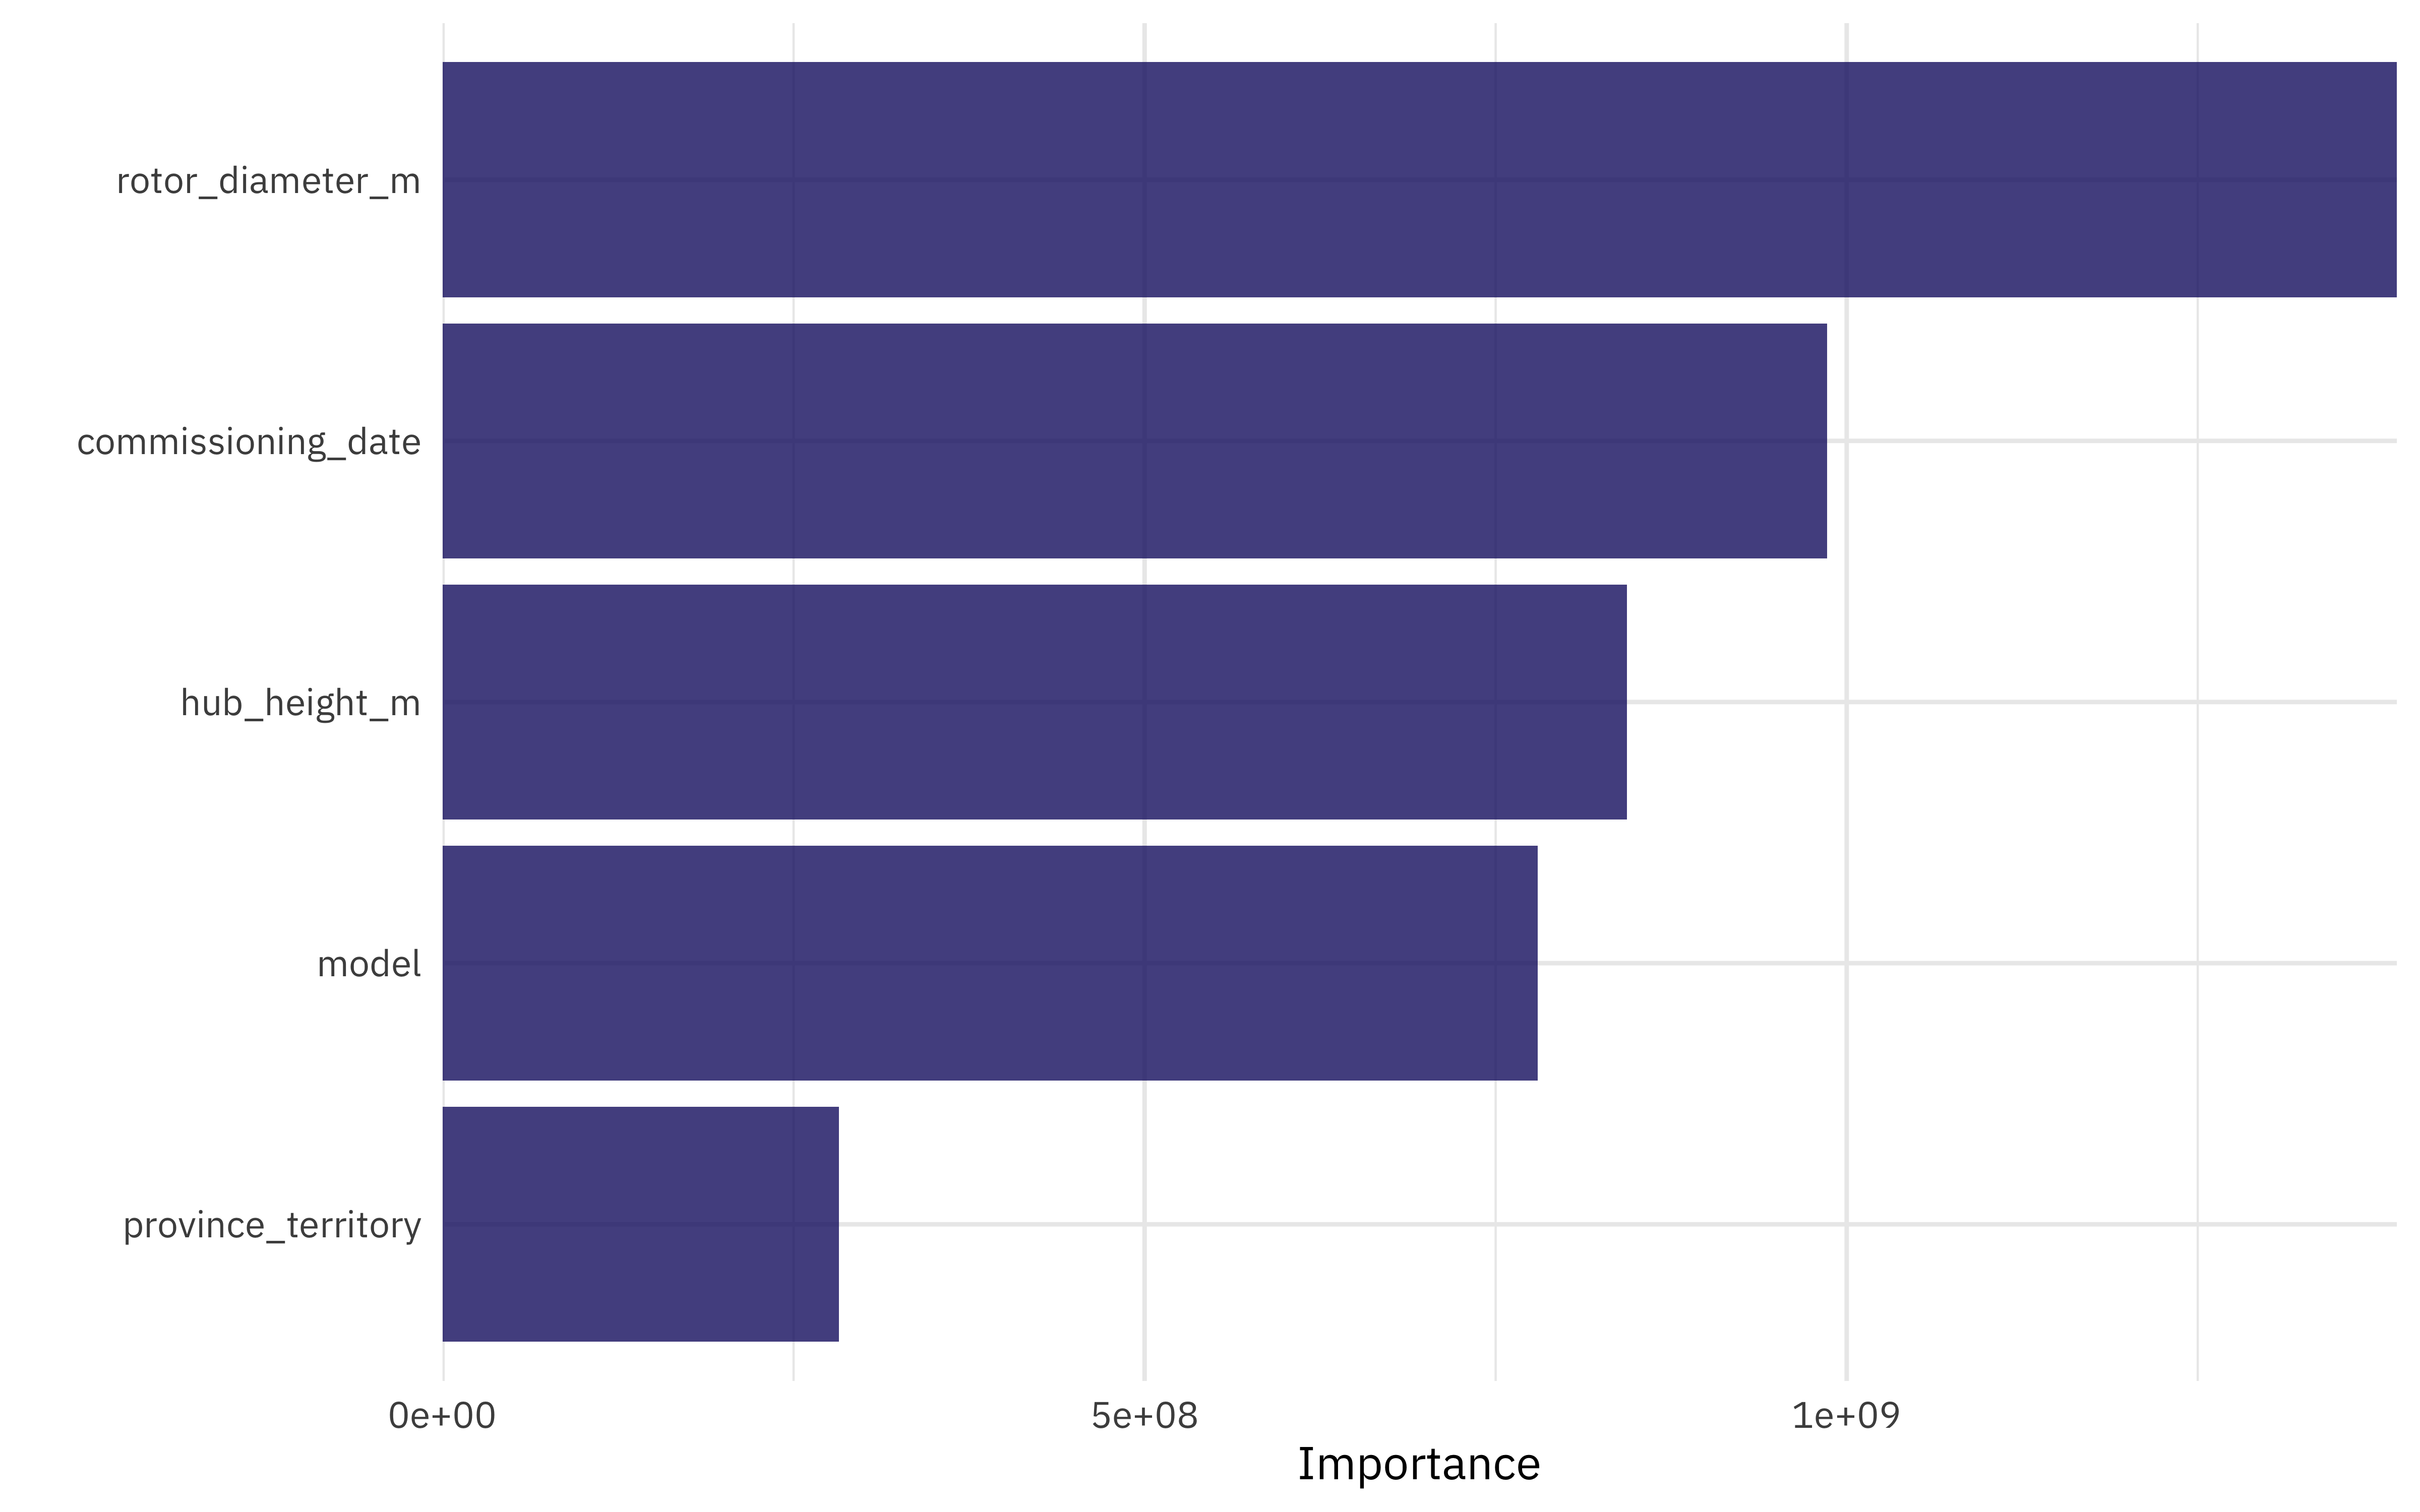 rotor_diameter_m
commissioning_date
hub_height_m
model
province_territory
0e+00 5e+08 1e+09
Importance